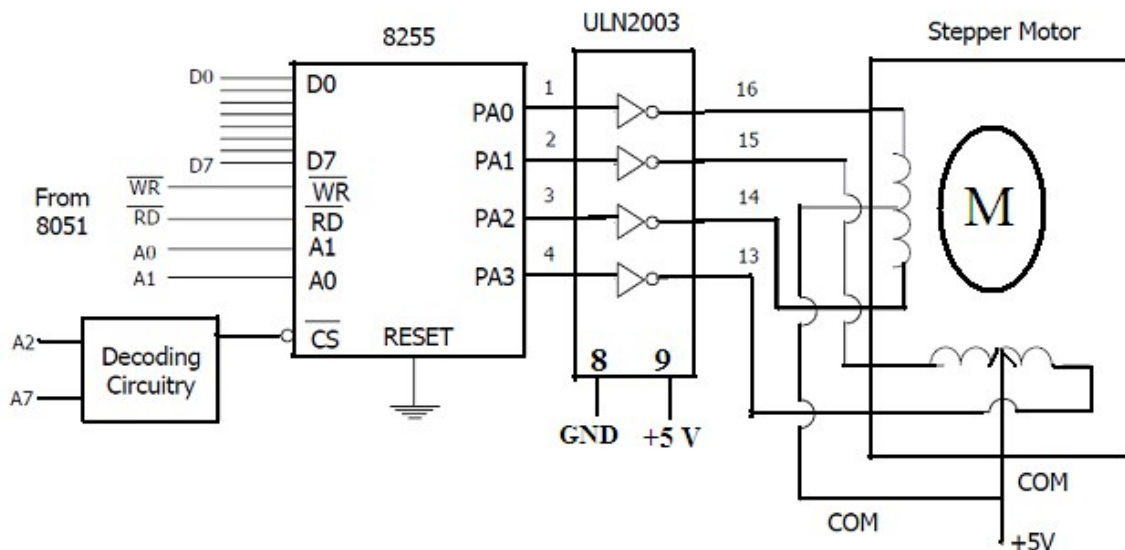 ULN2003
8255
Stepper Motor
D0
D0
1
16
PA0
2
15
D7
D7
PA1
From
8051
WR
WR
3
14
RD
RD
PA2
M
A0
A1
4
13
A1
A0
PA3
A2
CS
RESET
Decoding
Circuitry
8
9
A7
GND
+5 V
COM
COM
+5V